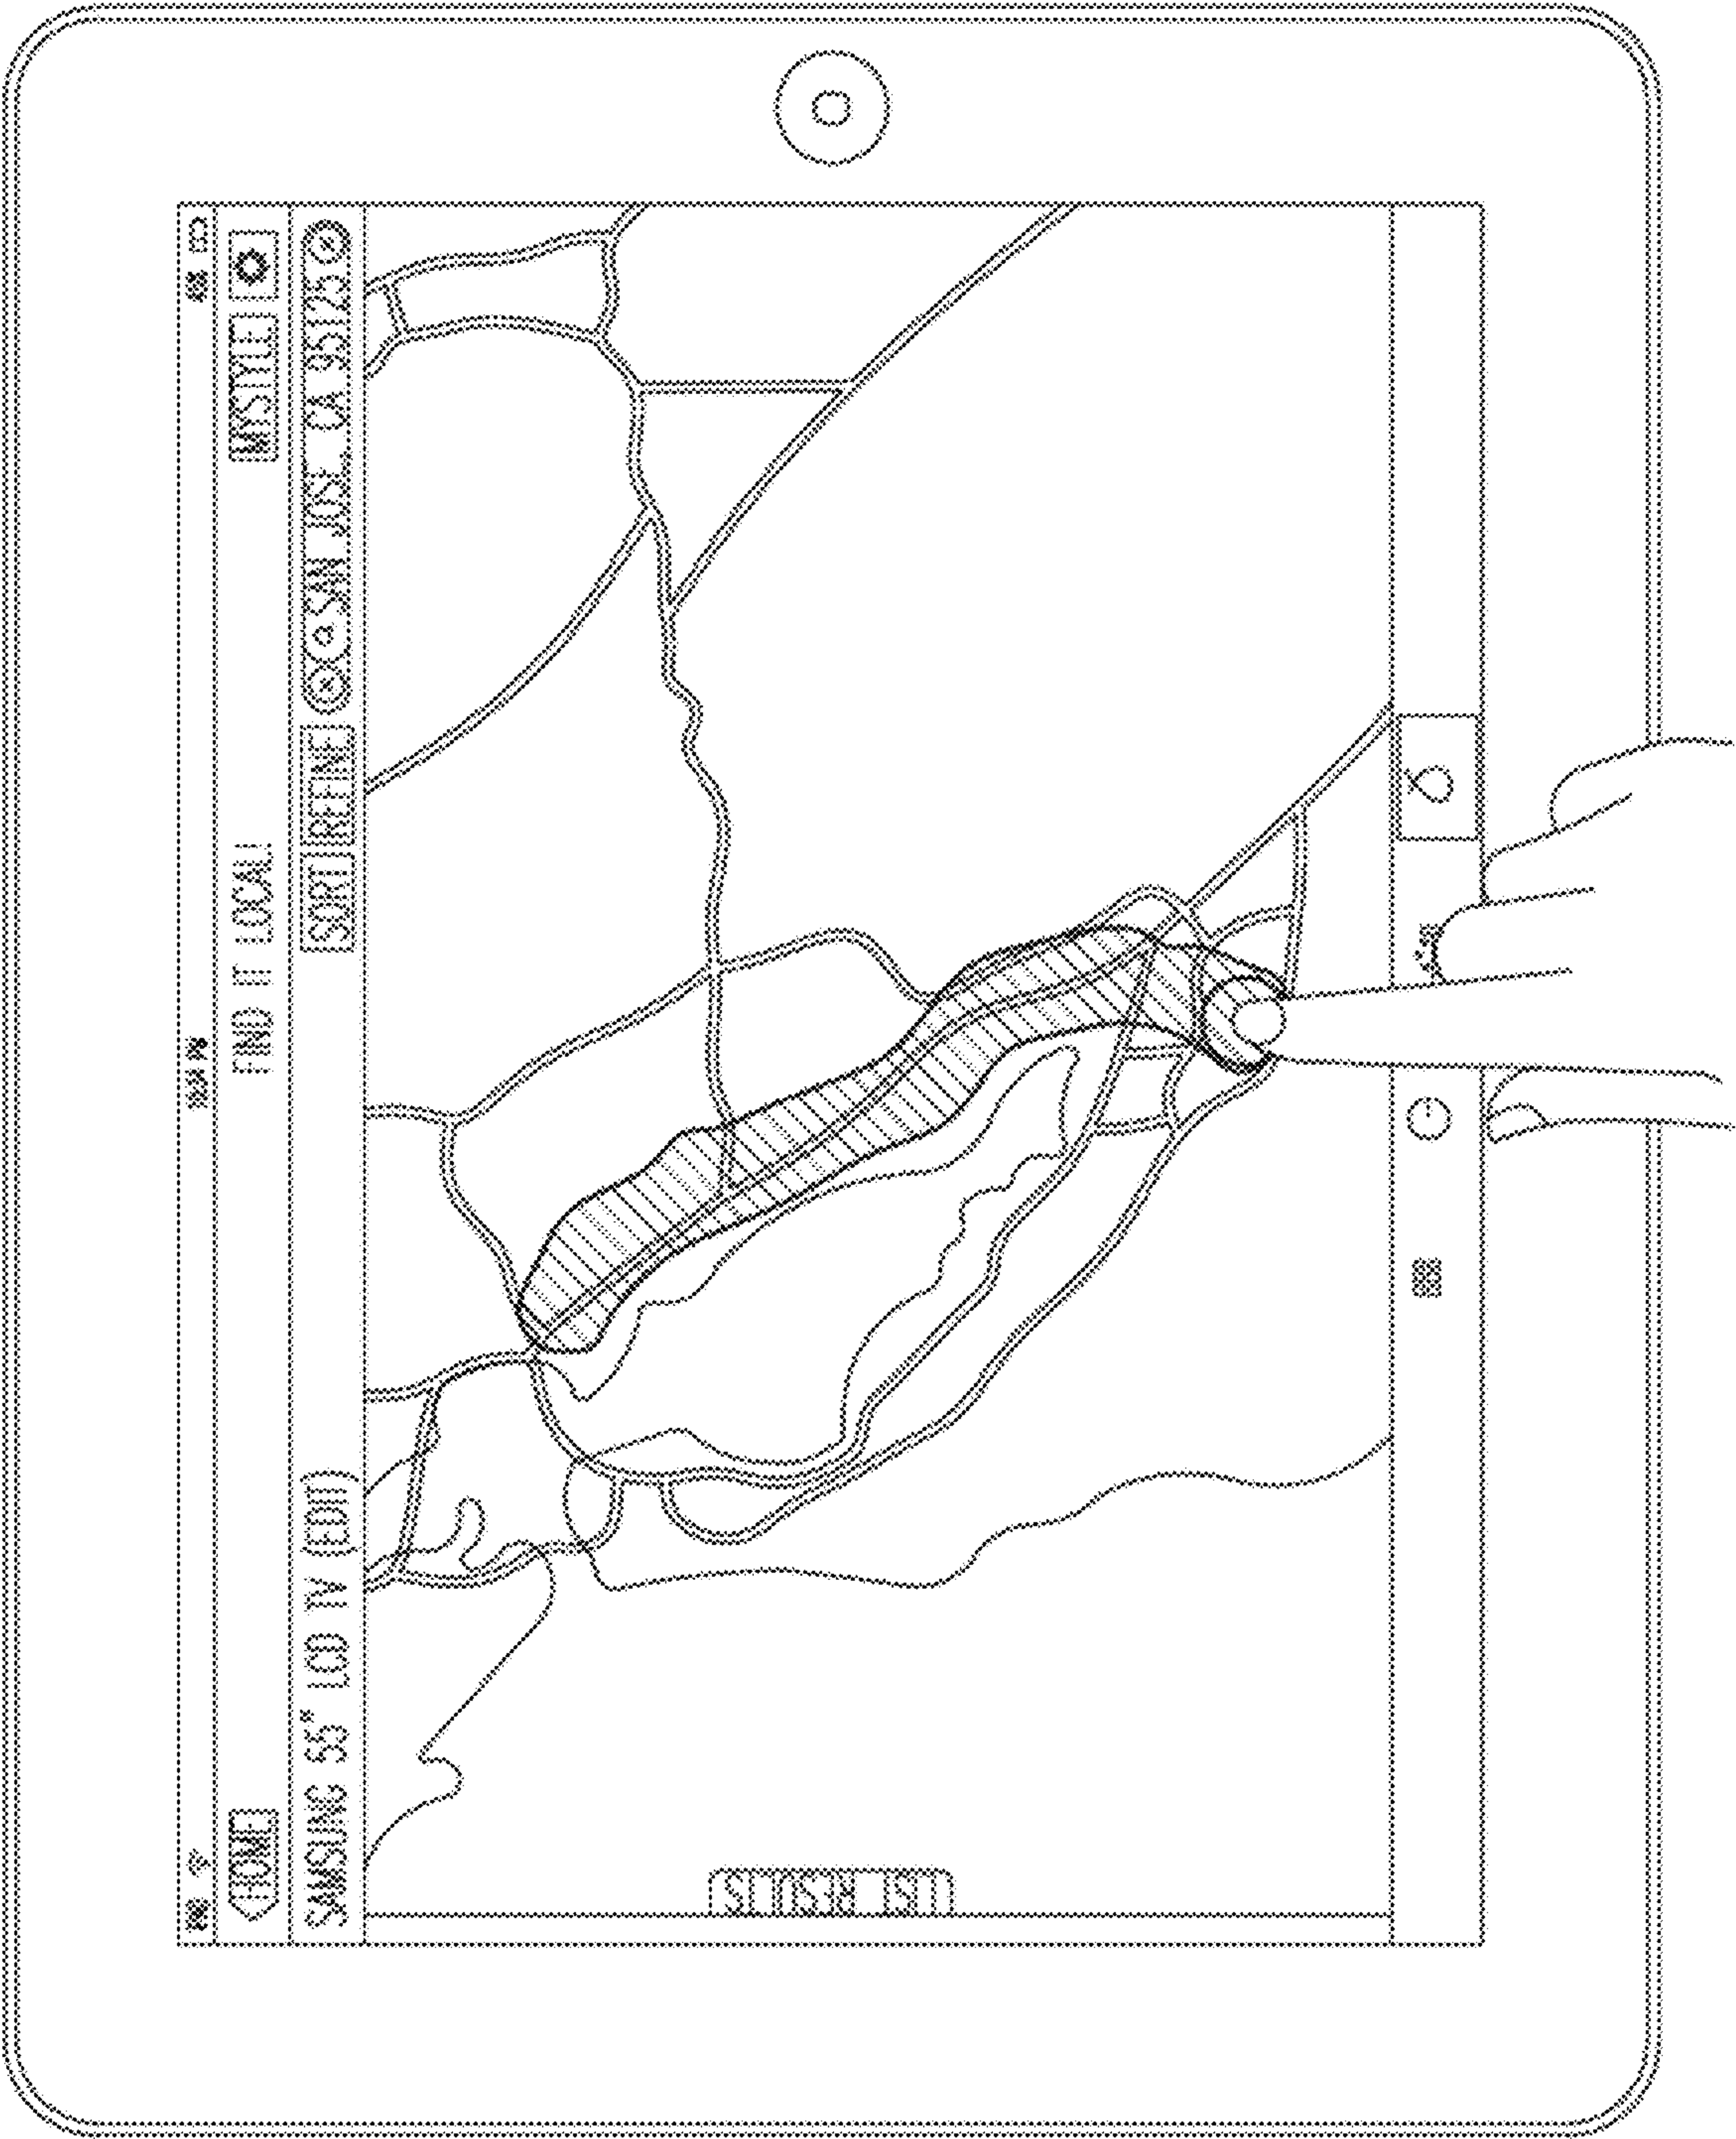 FIND IT LOCAL!
HOME
MYSTYLE
SAMSUNG 55" LCD TV (EDIT)
SORT REFINE
SAN JOSE, CA 95125
LIST RESULTS